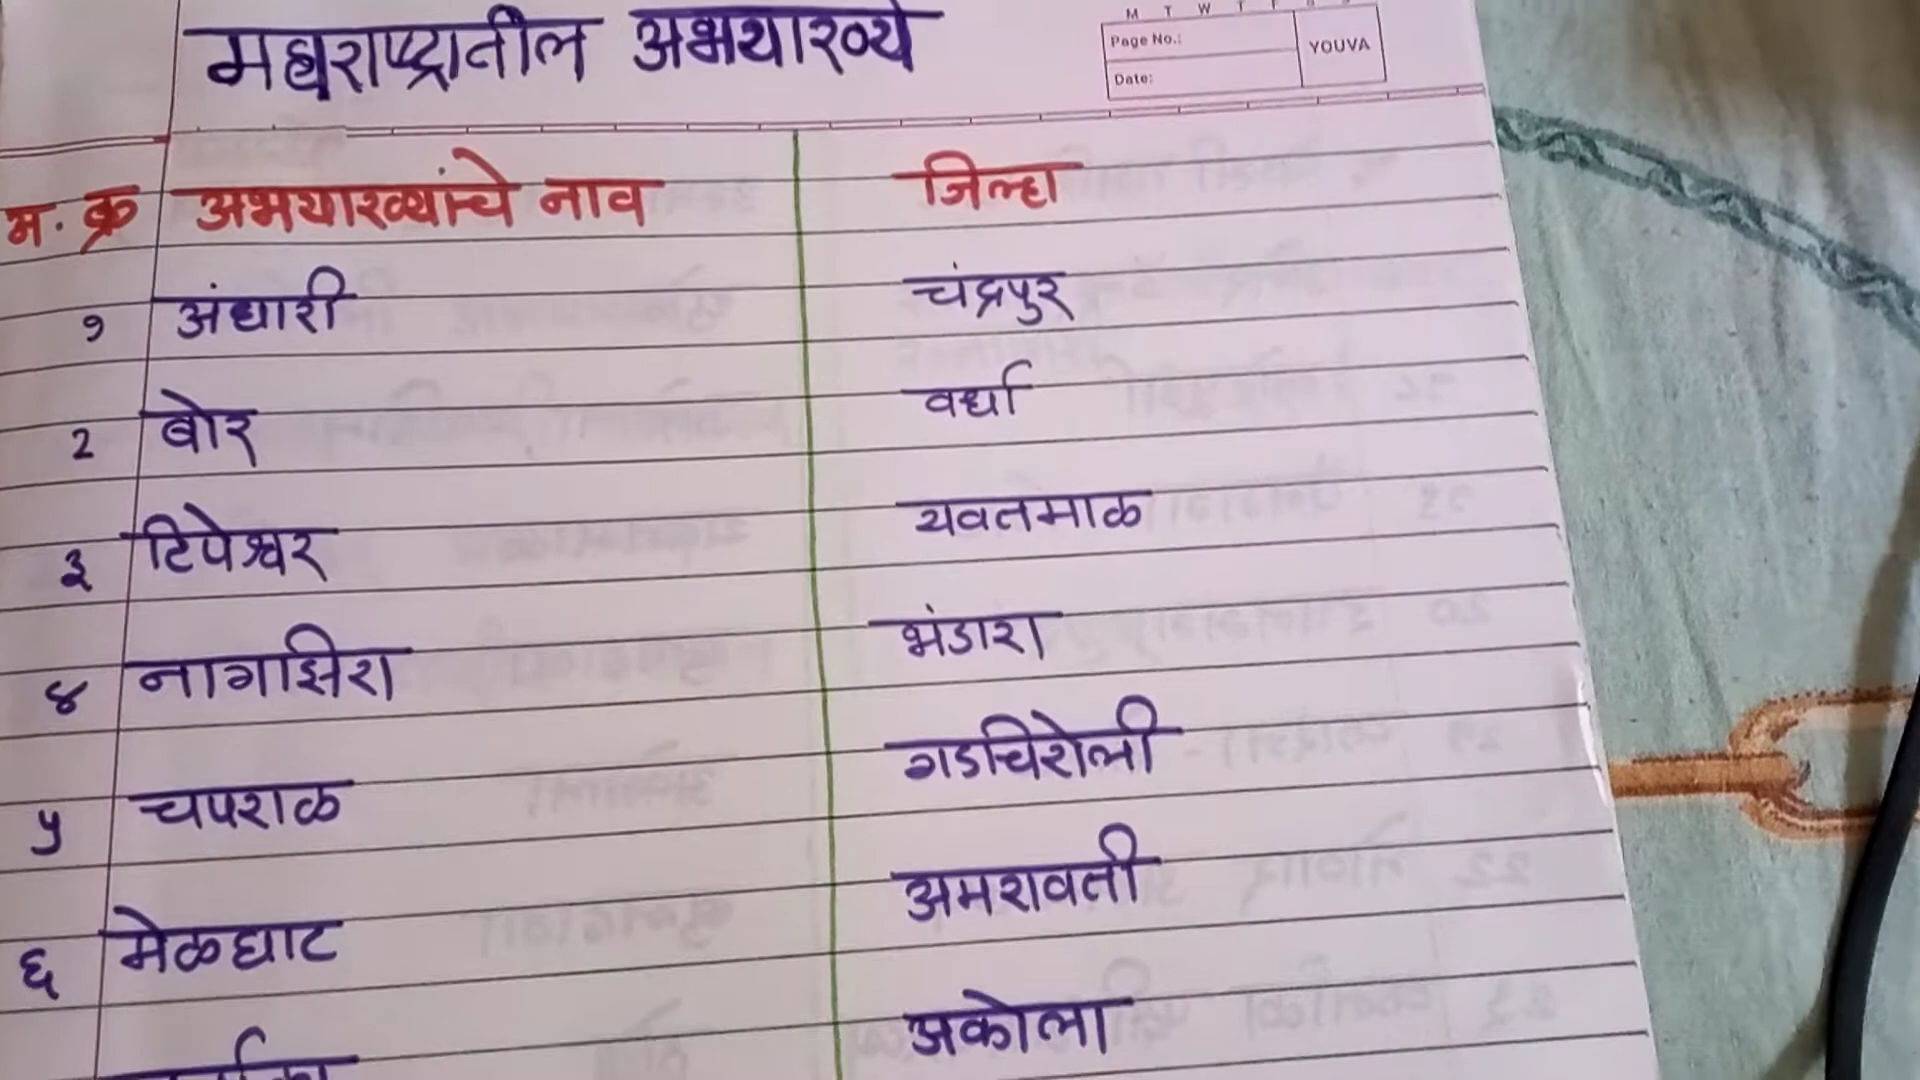 महाराष्ट्रातील अभयारण्ये
M T W T F S S
Page No.:
Date:
YOUVA
अ. क्र अभयारण्यांचे नाव जिल्हा
१ अंधारी चंद्रपुर
२ बोर वर्धा
३ टिपेश्वर यवतमाळ
४ नागझिरा भंडारा
५ चपराळ गडचिरोली
६ मेळघाट अमरावती
अकोला